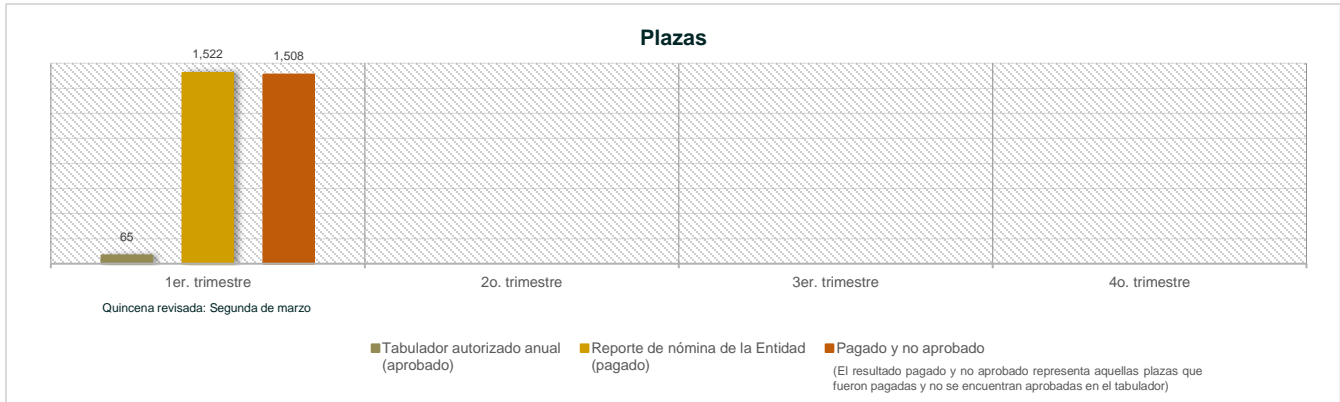 Plazas
1,522
1,508
65
1er. trimestre
2o. trimestre
3er. trimestre
4o. trimestre
Quincena revisada: Segunda de marzo
Tabulador autorizado anual
(aprobado)
Reporte de nómina de la Entidad
(pagado)
Pagado y no aprobado
(El resultado pagado y no aprobado representa aquellas plazas que
fueron pagadas y no se encuentran aprobadas en el tabulador)